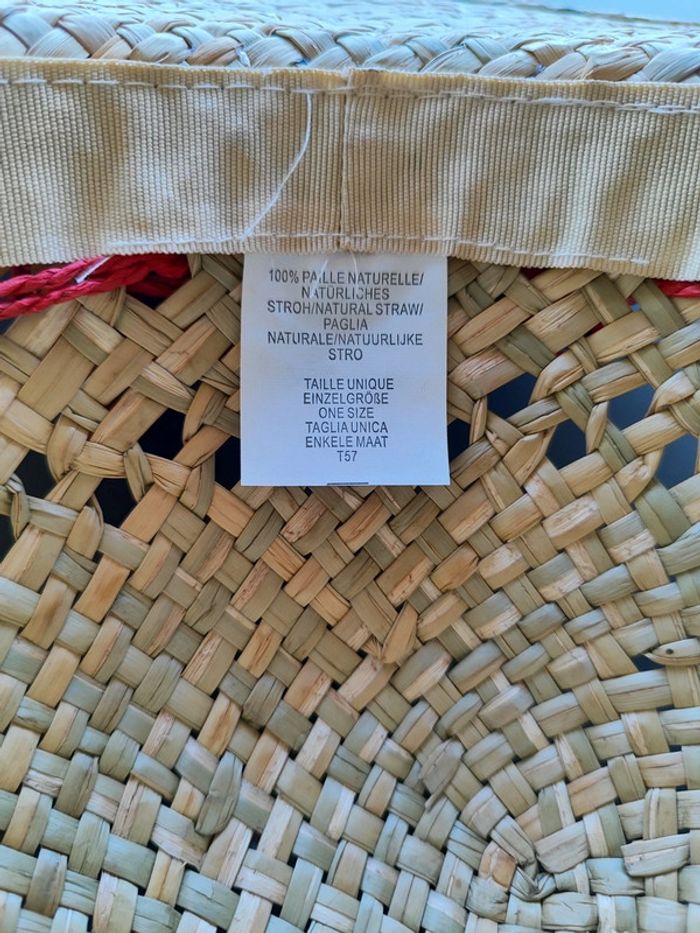 100% PAILLE NATURELLE/
NATÜRLICHES
STROH/NATURAL STRAW/
PAGLIA
NATURALE/NATUURLIJKE
STRO
TAILLE UNIQUE
EINZELGRÖßE
ONE SIZE
TAGLIA UNICA
ENKELE MAAT
T57